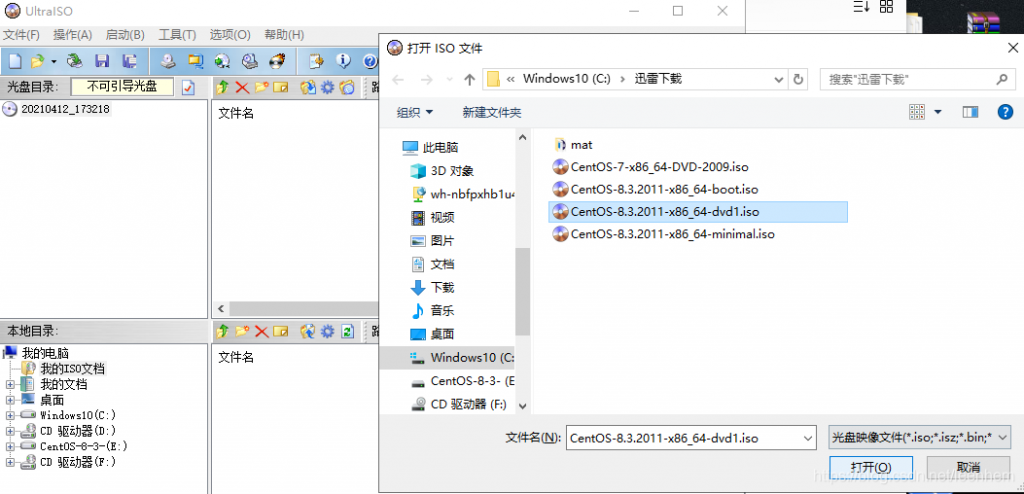 UltraISO
文件(F) 操作(A) 启动(B) 工具(T) 选项(O) 帮助(H)
光盘目录: 不可引导光盘
20210412_173218
文件名
本地目录:
我的电脑
我的ISO文档
我的文档
桌面
Windows10(C:)
CD 驱动器(D:)
CentOS-8-3-(E:)
CD 驱动器(F:)
文件名
打开 ISO 文件
« Windows10 (C:) › 迅雷下载
搜索"迅雷下载"
组织 新建文件夹
此电脑
3D 对象
wh-nbfpxhb1u4
视频
图片
文档
下载
音乐
桌面
Windows10 (C:
CentOS-8-3- (E
CD 驱动器 (F:)
mat
CentOS-7-x86_64-DVD-2009.iso
CentOS-8.3.2011-x86_64-boot.iso
CentOS-8.3.2011-x86_64-dvd1.iso
CentOS-8.3.2011-x86_64-minimal.iso
文件名(N): CentOS-8.3.2011-x86_64-dvd1.iso
光盘映像文件(*.iso;*.isz;*.bin;*
打开(O) 取消